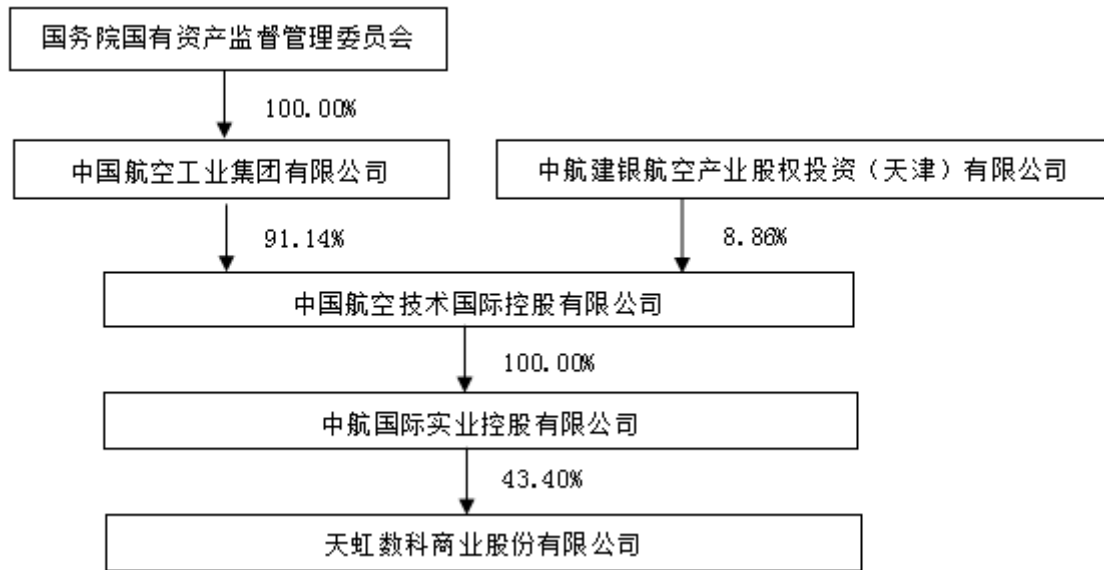 国务院国有资产监督管理委员会
100.00%
中国航空工业集团有限公司
中航建银航空产业股权投资（天津）有限公司
91.14%
8.86%
中国航空技术国际控股有限公司
100.00%
中航国际实业控股有限公司
43.40%
天虹数科商业股份有限公司